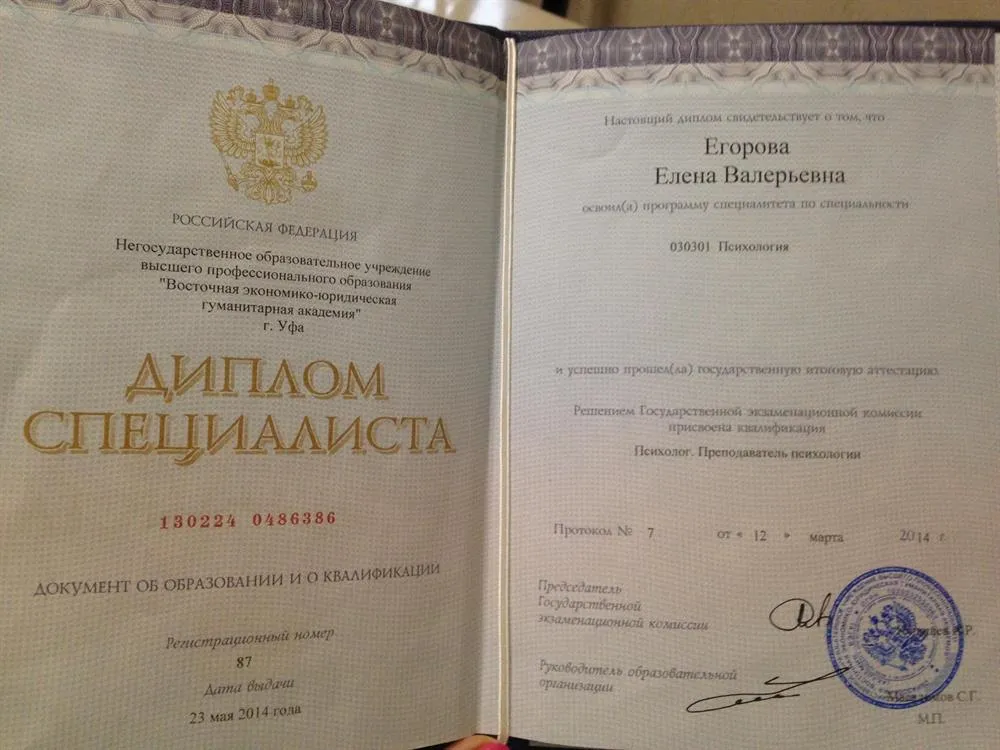 РОССИЙСКАЯ ФЕДЕРАЦИЯ
Негосударственное образовательное учреждение
высшего профессионального образования
"Восточная экономико-юридическая
гуманитарная академия"
г. Уфа
ДИПЛОМ
СПЕЦИАЛИСТА
130224 0486386
ДОКУМЕНТ ОБ ОБРАЗОВАНИИ И О КВАЛИФИКАЦИИ
Регистрационный номер
87
Дата выдачи
23 мая 2014 года
Настоящий диплом свидетельствует о том, что
Егорова
Елена Валерьевна
освоил(а) программу специалитета по специальности
030301 Психология
и успешно прошел(ла) государственную итоговую аттестацию.
Решением Государственной экзаменационной комиссии
присвоена квалификация
Психолог. Преподаватель психологии
Протокол № 7 от « 12 » марта 2014 г.
Председатель
Государственной
экзаменационной комиссии
Руководитель образовательной
организации
С.Г.
М.П.